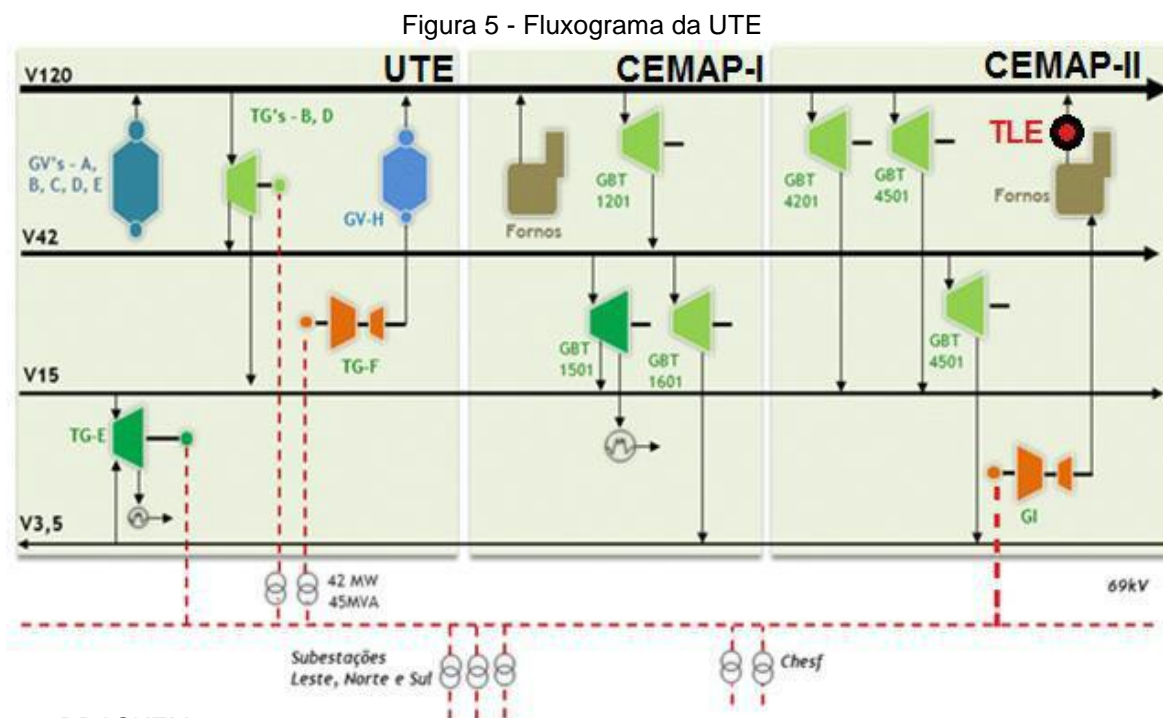 Figura 5 - Fluxograma da UTE
UTE
CEMAP-I
CEMAP-II
V120
TG's - B, D
GV's - A,
B, C, D, E
GV-H
Fornos
GBT
1201
GBT
4201
GBT
4501
TLE
Fornos
V42
TG-F
GBT
1501
GBT
1601
GBT
4501
V15
TG-E
GI
V3,5
42 MW
45MVA
69kV
Subestações
Leste, Norte e Sul
Chesf